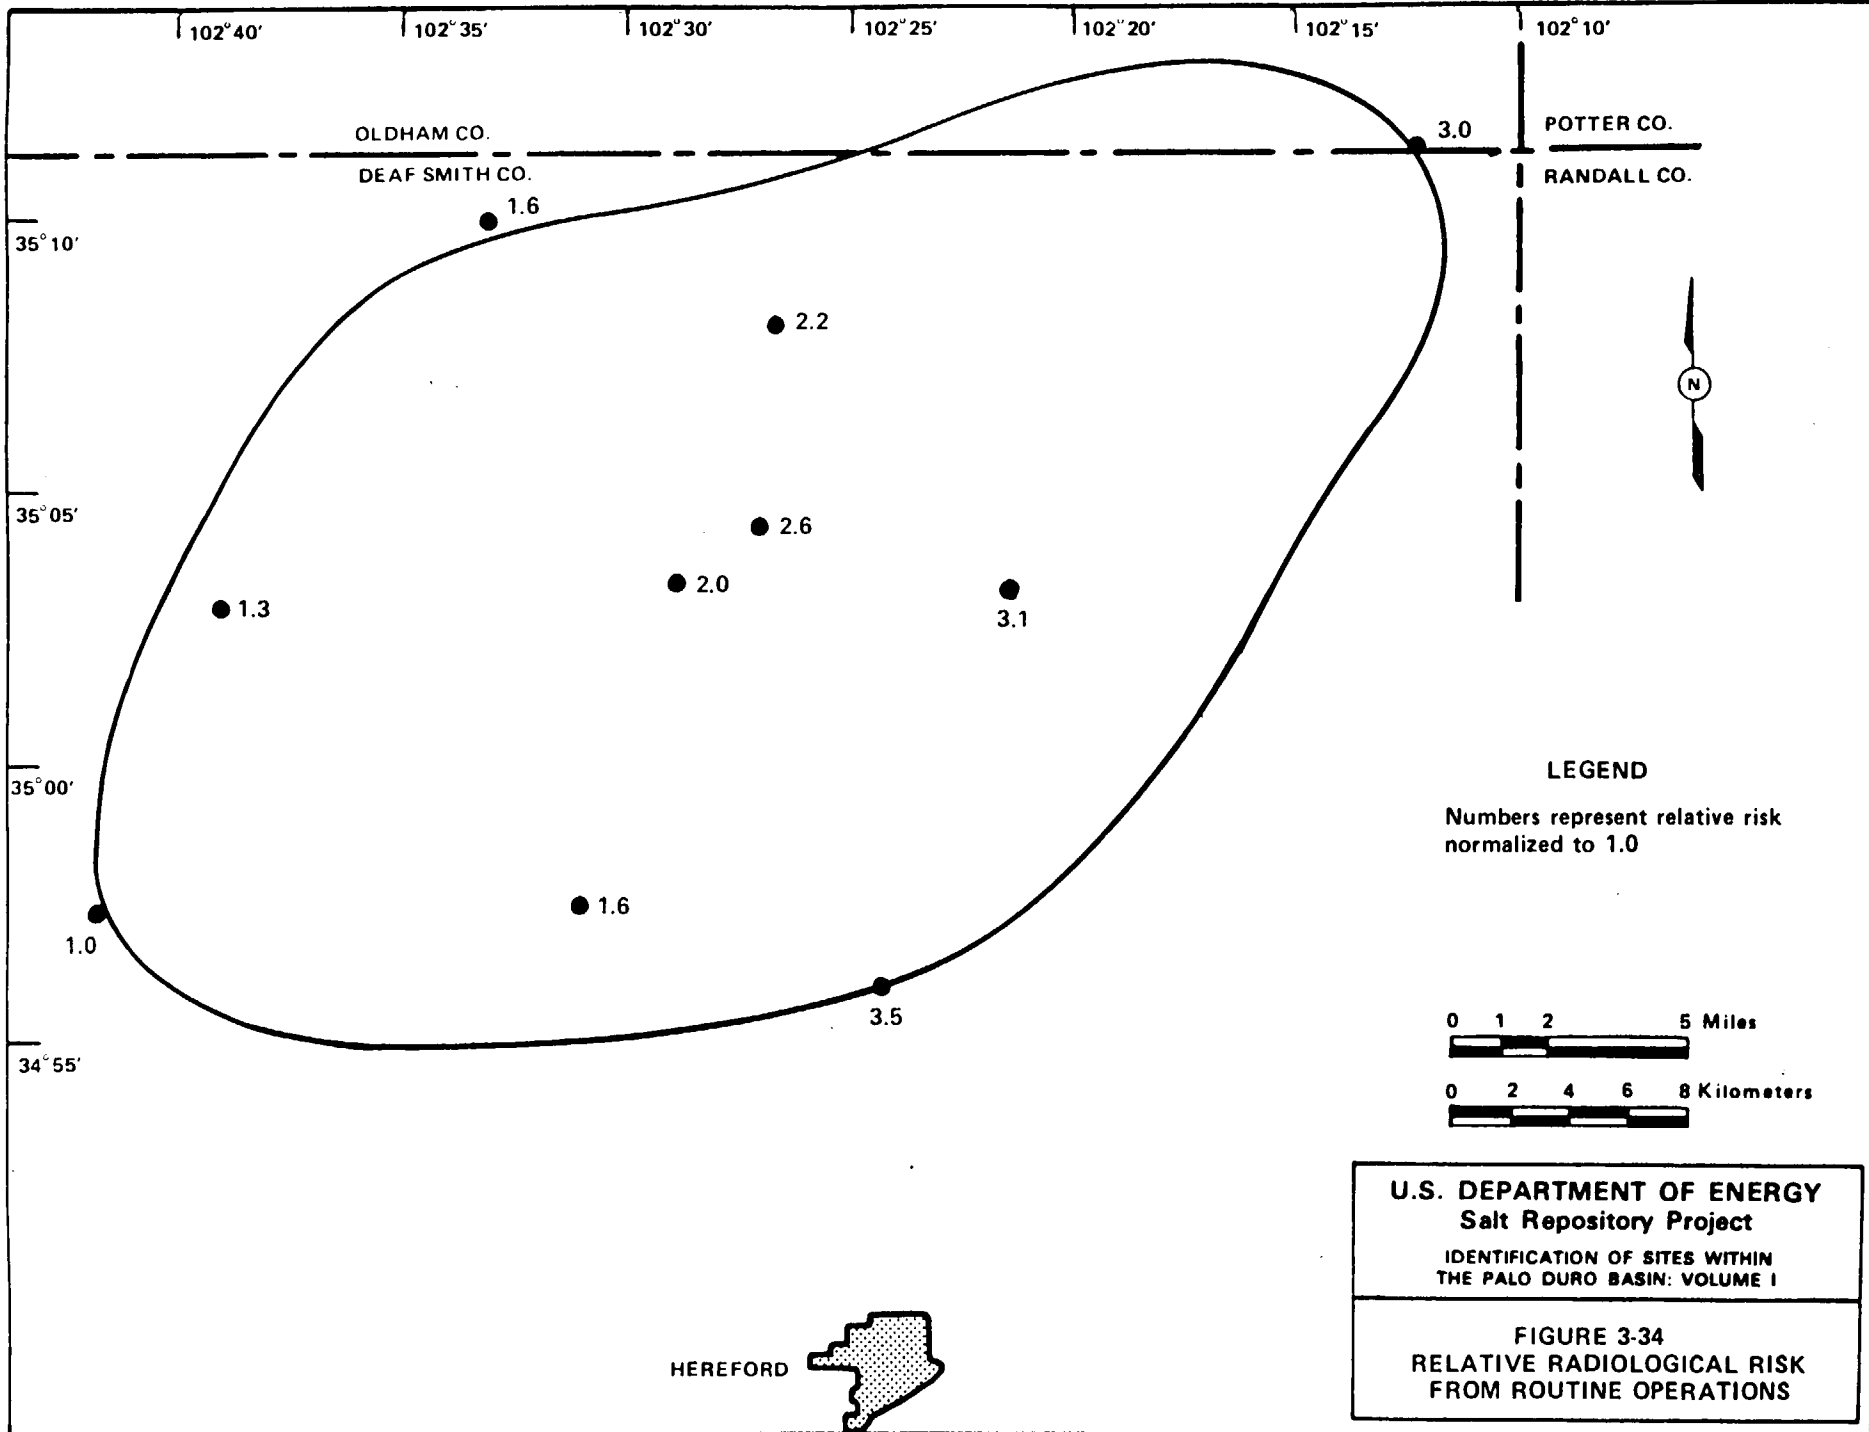 102°40' 102°35' 102°30' 102°25' 102°20' 102°15' 102°10'
OLDHAM CO.
DEAF SMITH CO.
3.0
POTTER CO.
RANDALL CO.
1.6
35°10'
2.2
N
35°05'
2.6
2.0
1.3
3.1
35°00'
LEGEND
Numbers represent relative risk
normalized to 1.0
1.6
1.0
3.5
34°55'
0 1 2 5 Miles
0 2 4 6 8 Kilometers
U.S. DEPARTMENT OF ENERGY
Salt Repository Project
IDENTIFICATION OF SITES WITHIN
THE PALO DURO BASIN: VOLUME I
FIGURE 3-34
RELATIVE RADIOLOGICAL RISK
FROM ROUTINE OPERATIONS
HEREFORD